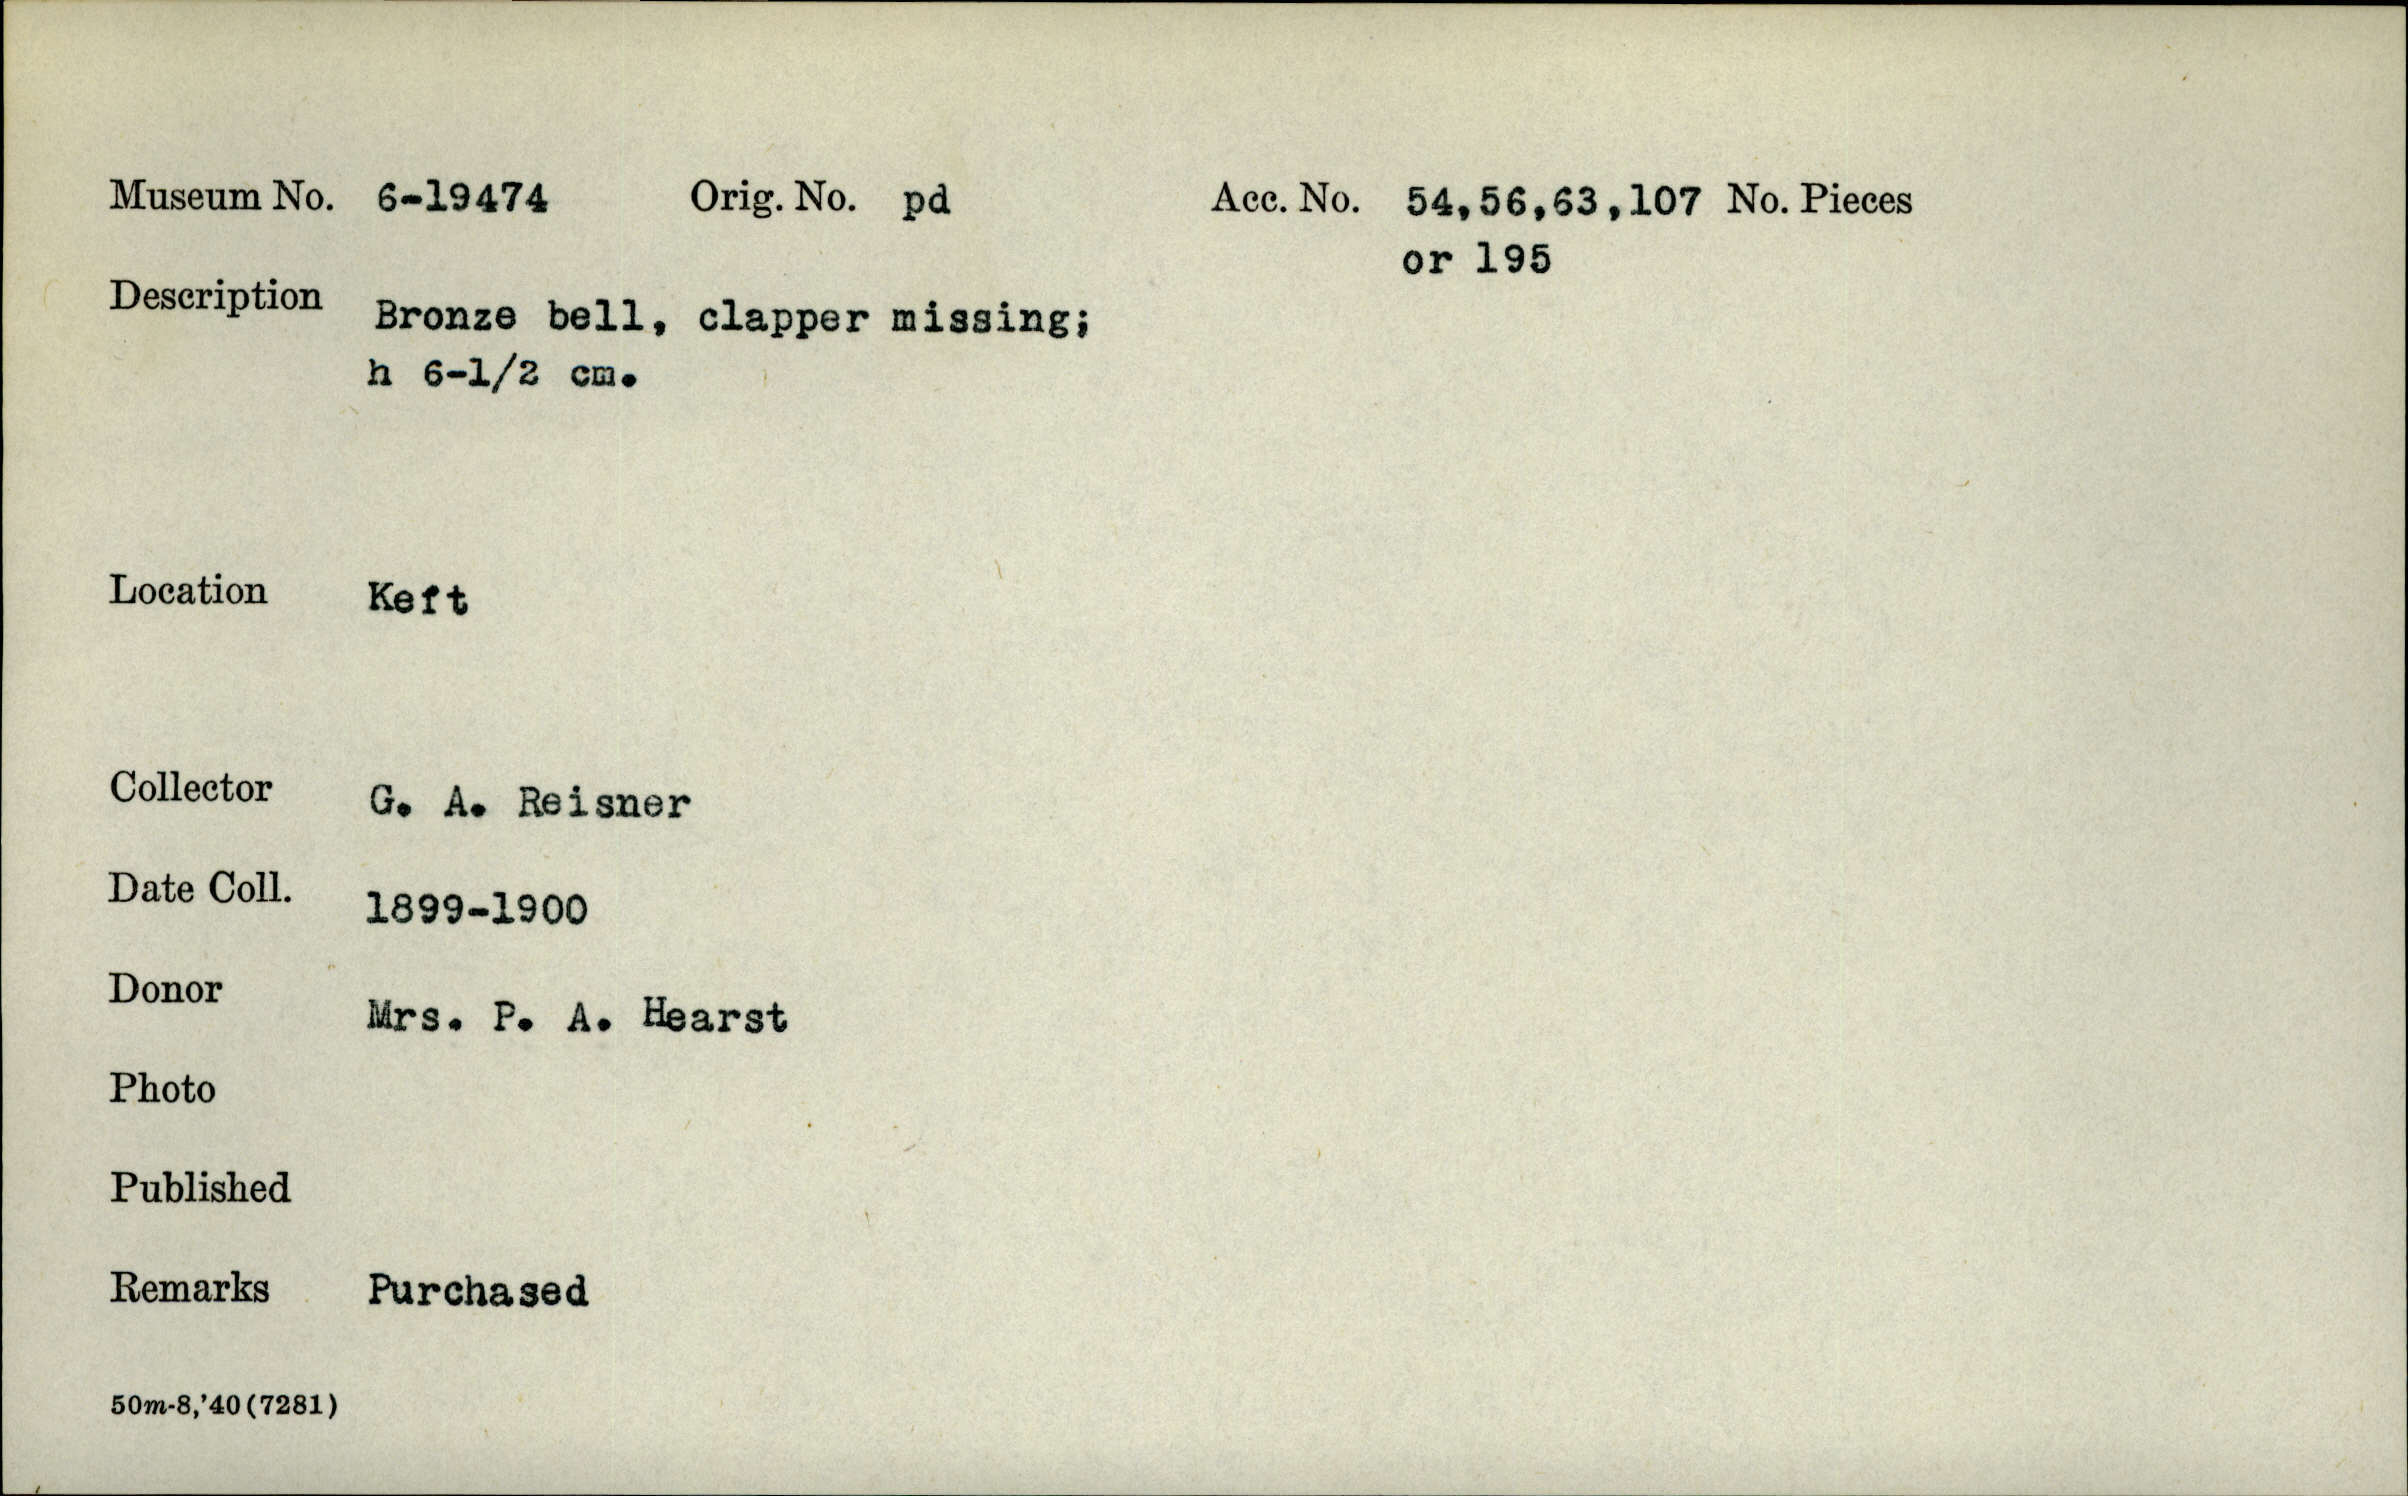 Museum No. 6-19474 Orig. No. pd Acc. No. 54,56,63,107 No. Pieces
or 195
Description Bronze bell, clapper missing;
h 6-1/2 cm.
Location Keft
Collector G. A. Reisner
Date Coll. 1899-1900
Donor Mrs. P. A. Hearst
Photo
Published
Remarks Purchased
50m-8,'40(7281)